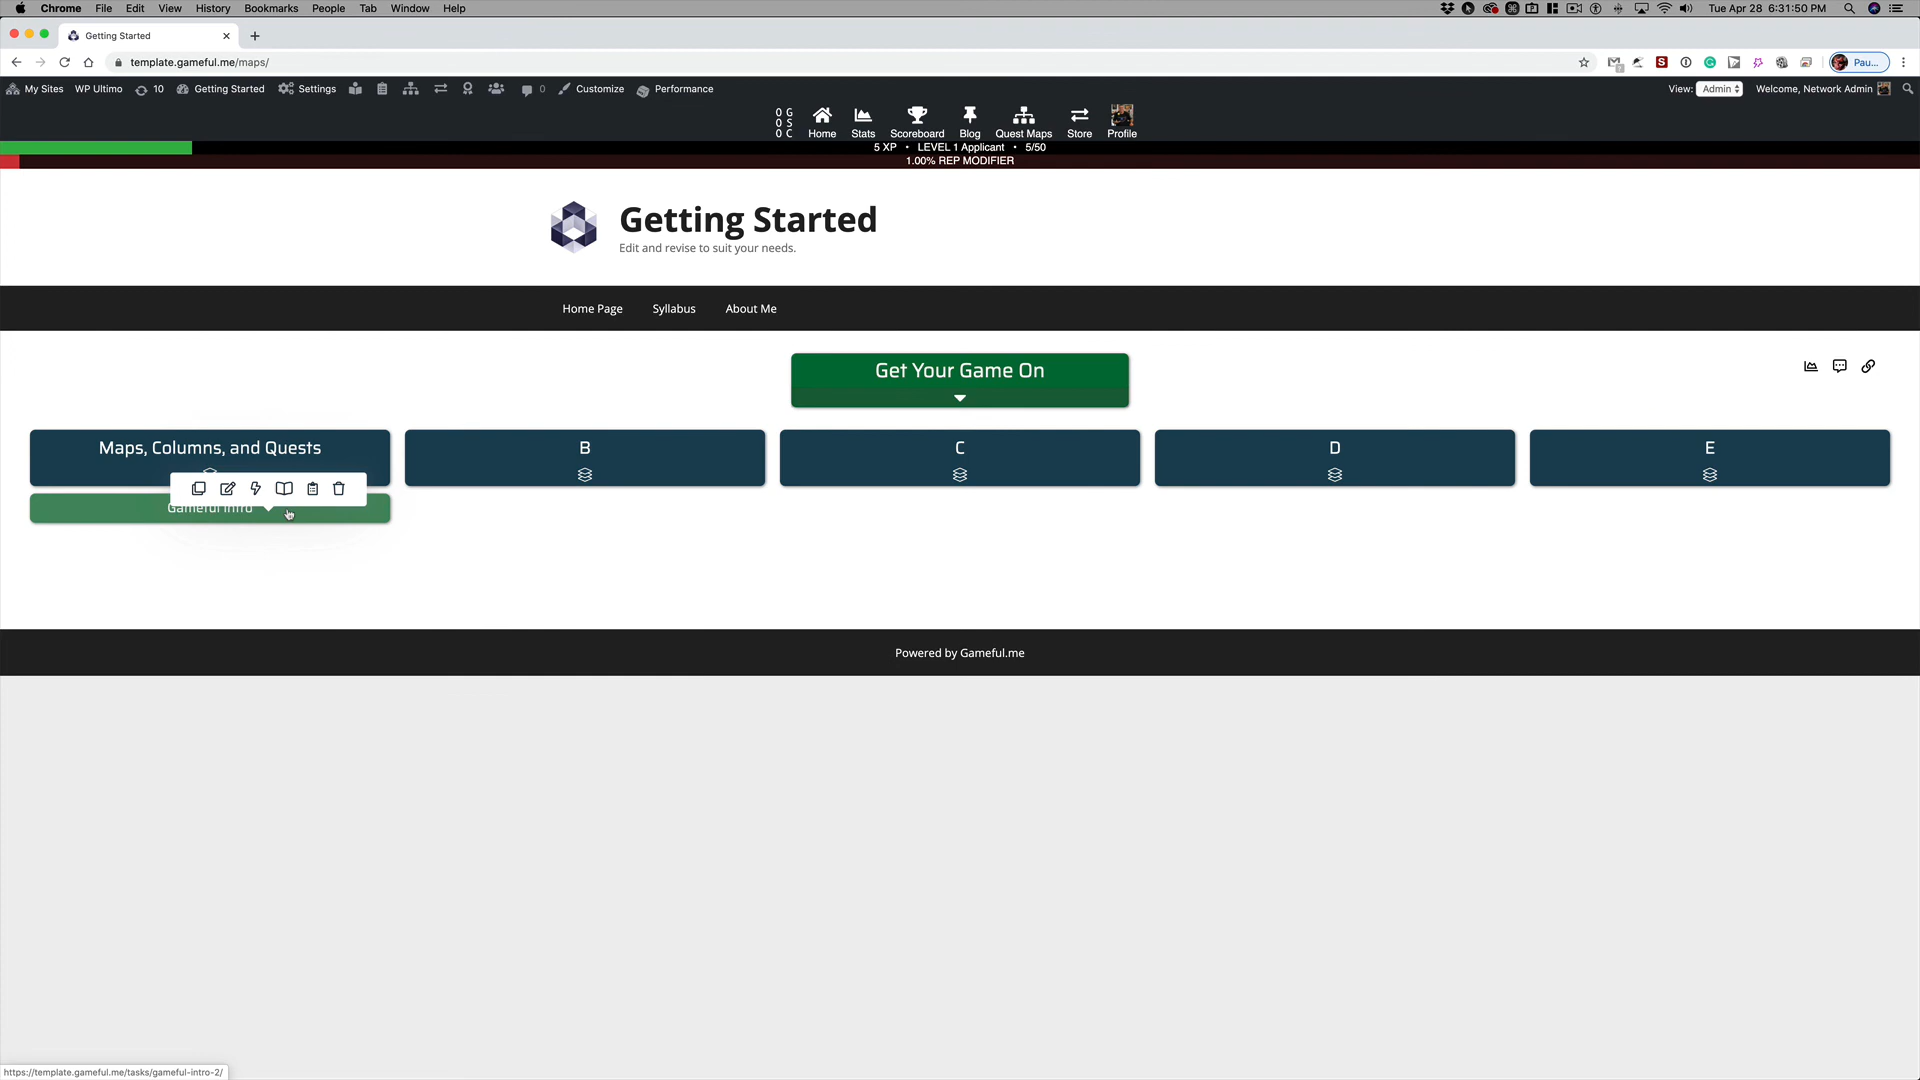 Chrome File Edit View History Bookmarks People Tab Window Help Tue Apr 28 6:31:50 PM
Getting Started
template.gameful.me/maps/ Pau...
My Sites WP Ultimo 10 Getting Started Settings 0 Customize Performance View: Admin Welcome, Network Admin
0 G
0 S
0 C
Home Stats Scoreboard Blog Quest Maps Store Profile
5 XP • LEVEL 1 Applicant • 5/50
1.00% REP MODIFIER
Getting Started
Edit and revise to suit your needs.
Home Page Syllabus About Me
Get Your Game On
Maps, Columns, and Quests B C D E
Gameful Intro
Powered by Gameful.me
https://template.gameful.me/tasks/gameful-intro-2/